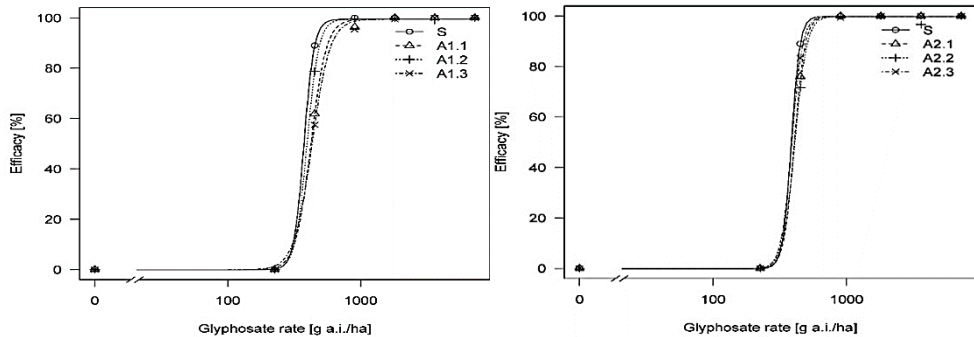 Efficacy [%]
100
80
60
40
20
0
S
A1.1
A1.2
A1.3
0
100
1000
Glyphosate rate [g a.i./ha]
Efficacy [%]
100
80
60
40
20
0
S
A2.1
A2.2
A2.3
0
100
1000
Glyphosate rate [g a.i./ha]